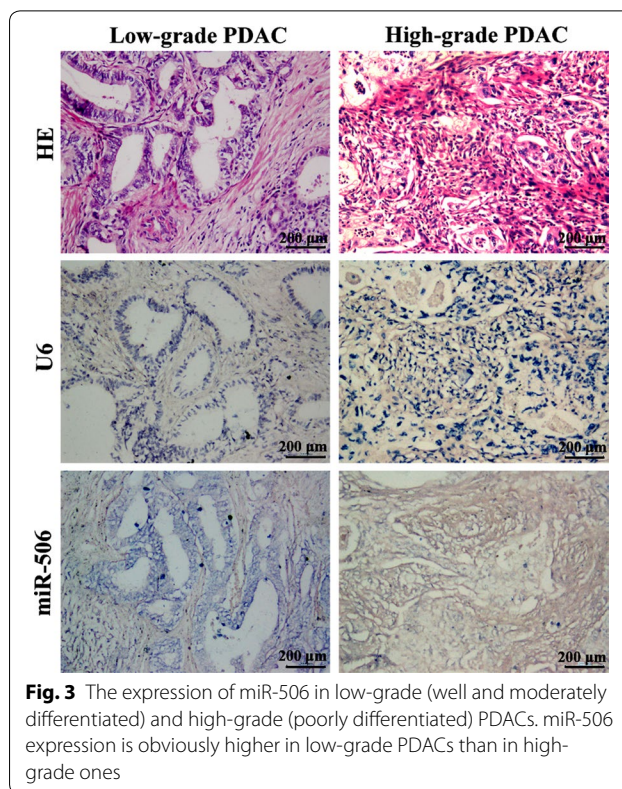 Low-grade PDAC High-grade PDAC
HE
200 µm 200 µm
U6
200 µm 200 µm
miR-506
200 µm 200 µm
Fig. 3 The expression of miR-506 in low-grade (well and moderately
differentiated) and high-grade (poorly differentiated) PDACs. miR-506
expression is obviously higher in low-grade PDACs than in high-
grade ones